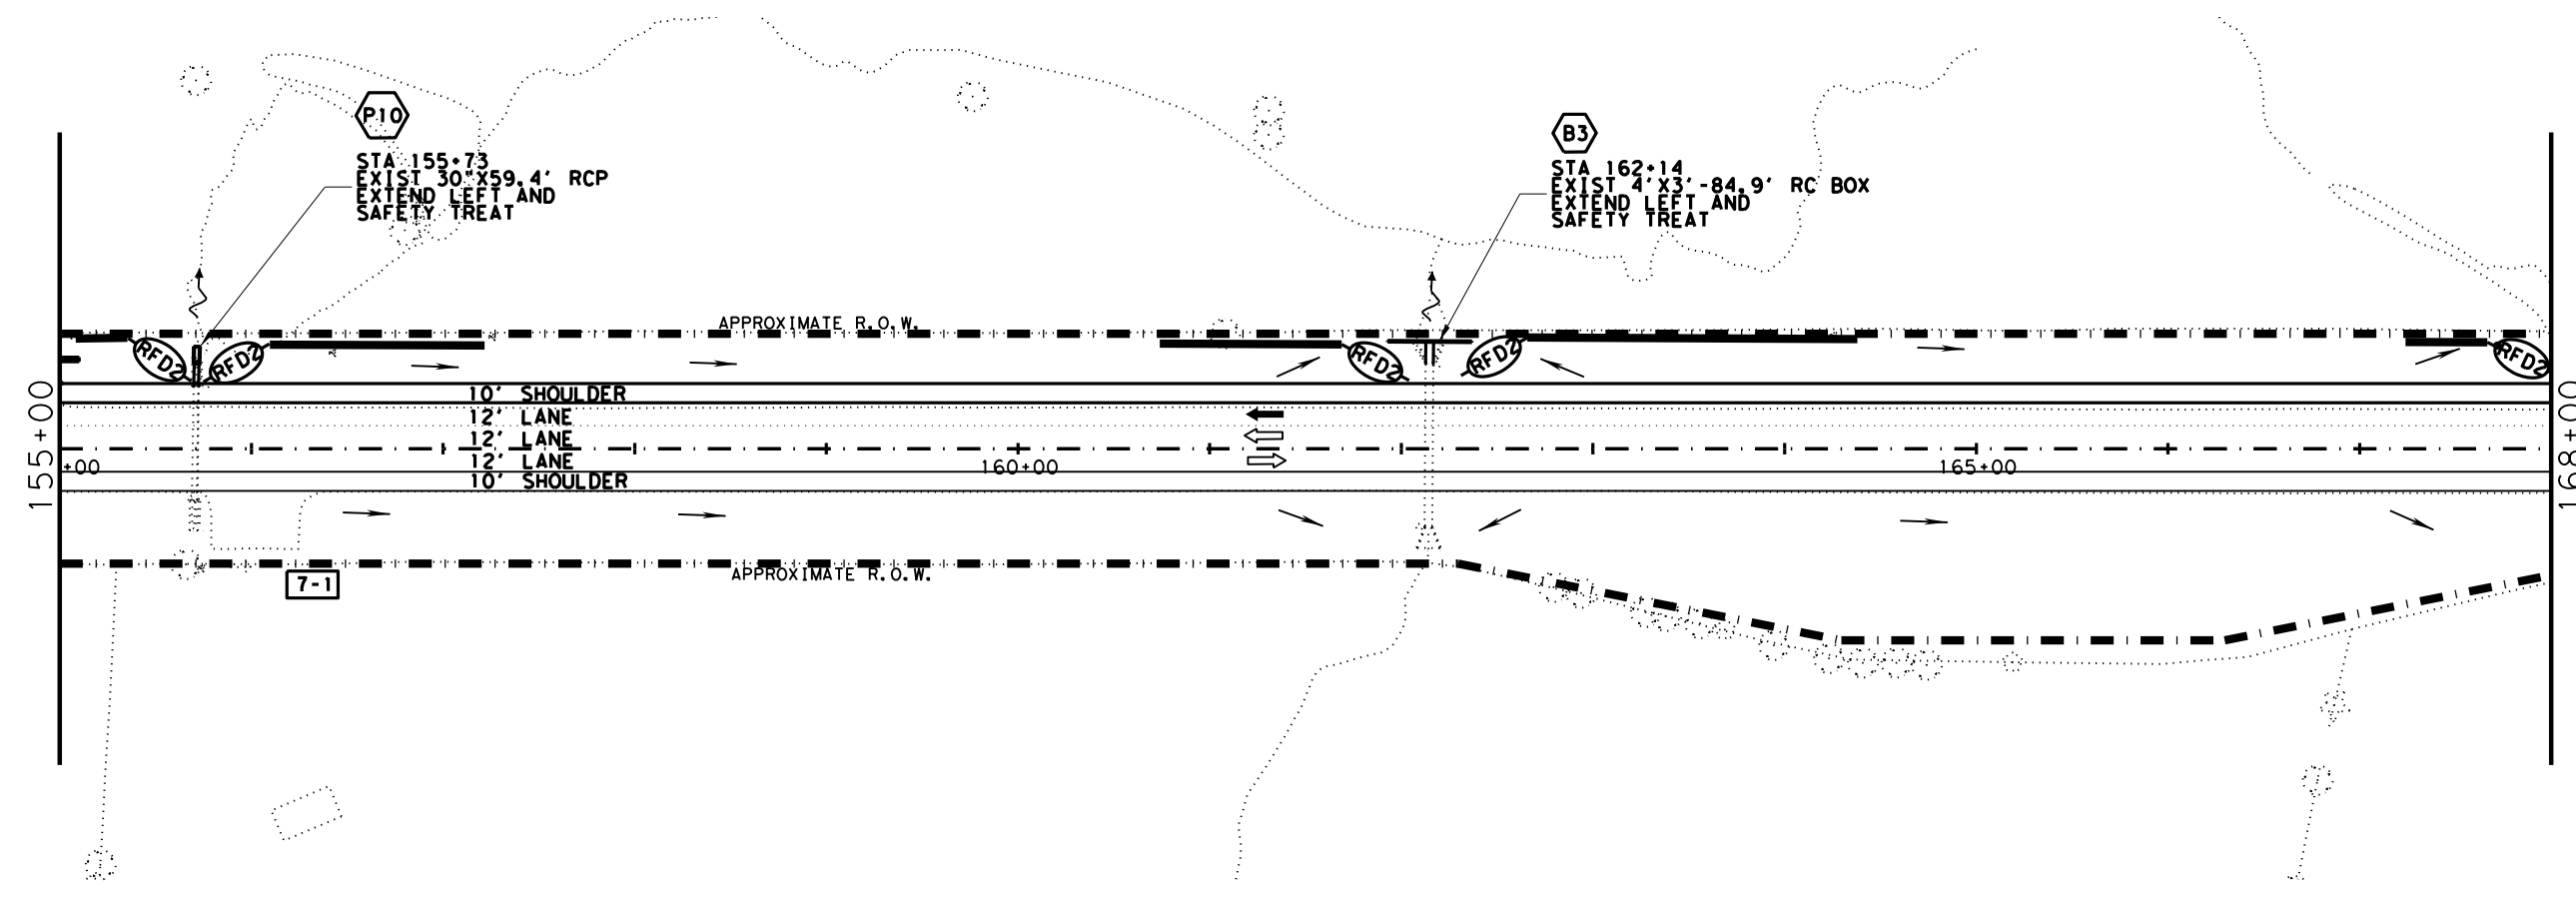 P10
STA 155+73
EXIST 30"X59.4' RCP
EXTEND LEFT AND
SAFETY TREAT
B3
STA 162+14
EXIST 4'X3'-84.9' RC BOX
EXTEND LEFT AND
SAFETY TREAT
APPROXIMATE R.O.W.
RFD2
RFD2
RFD2
RFD2
RFD2
155+00
168+00
10' SHOULDER
12' LANE
12' LANE
12' LANE
10' SHOULDER
+00
160+00
165+00
APPROXIMATE R.O.W.
7-1